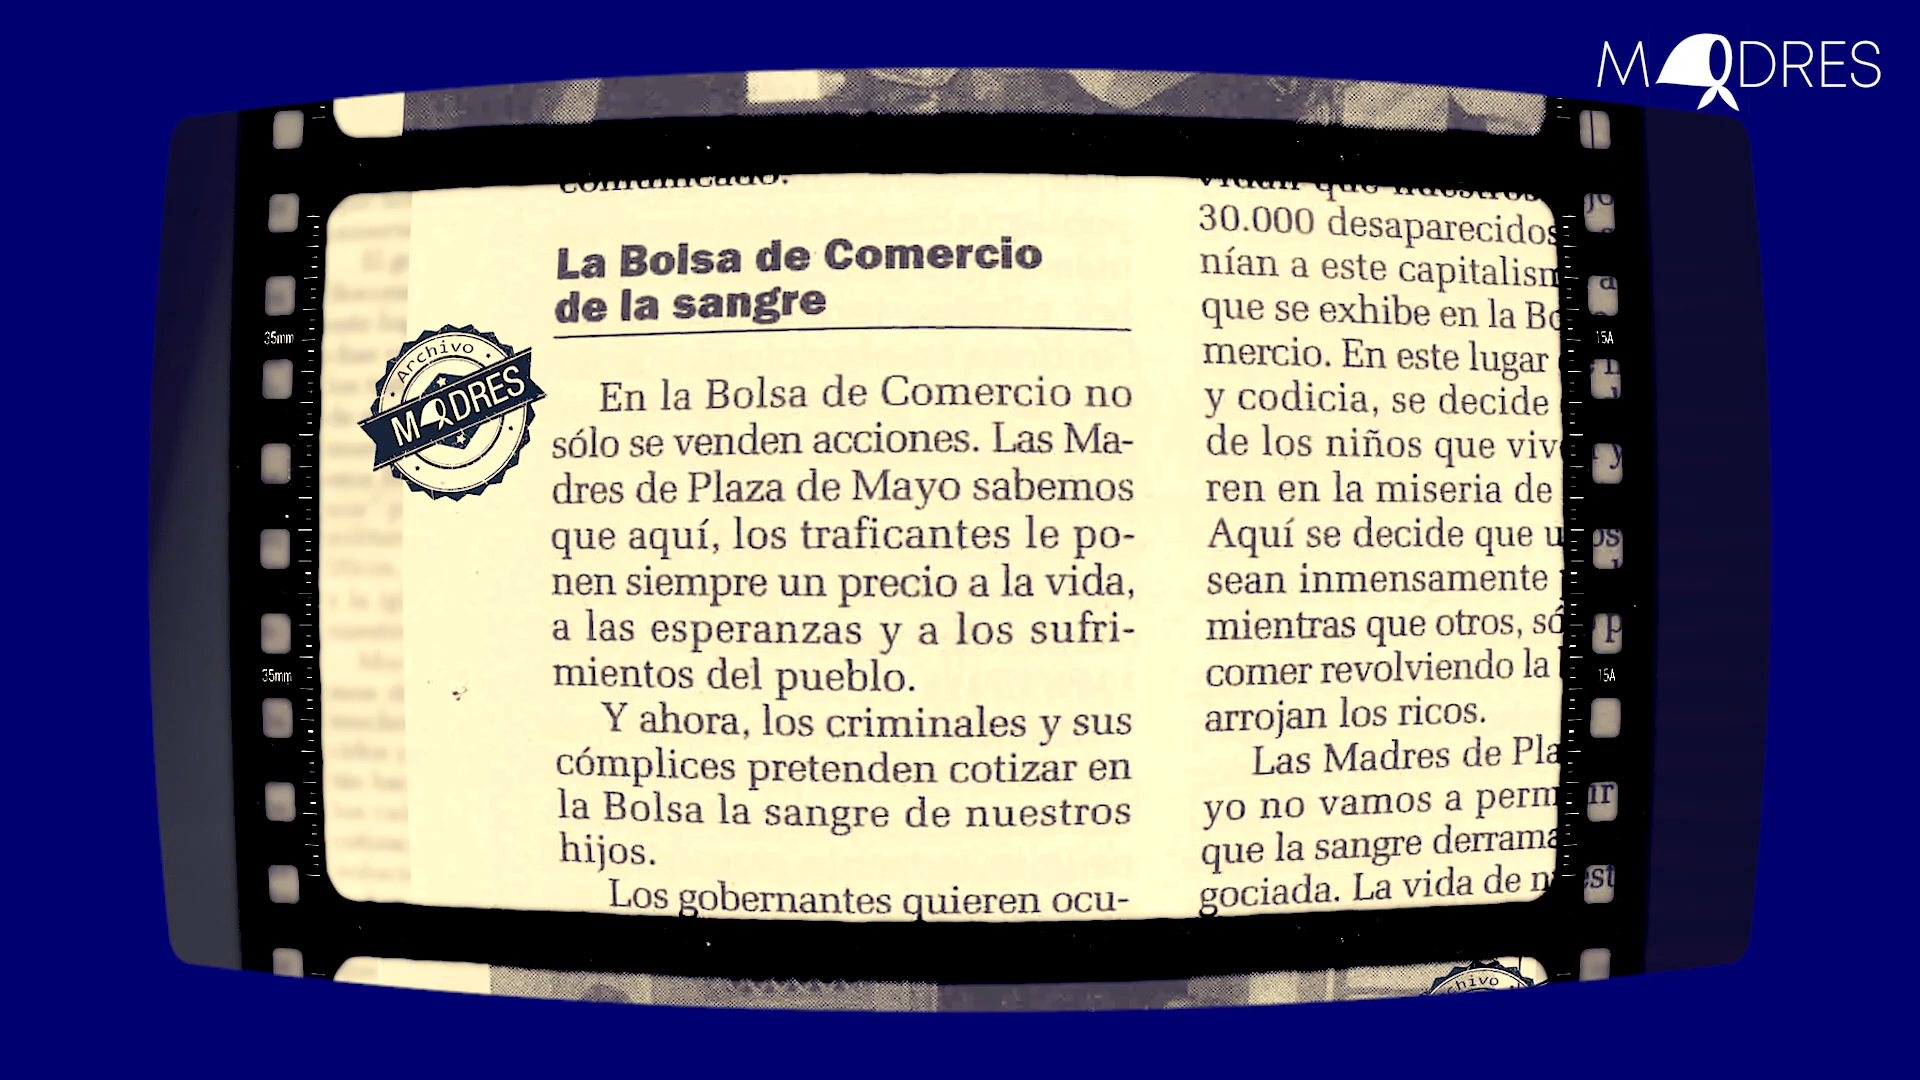 MADRES
La Bolsa de Comercio
de la sangre
Archivo
MADRES
En la Bolsa de Comercio no
sólo se venden acciones. Las Ma-
dres de Plaza de Mayo sabemos
que aquí, los traficantes le po-
nen siempre un precio a la vida,
a las esperanzas y a los sufri-
mientos del pueblo.
Y ahora, los criminales y sus
cómplices pretenden cotizar en
la Bolsa la sangre de nuestros
hijos.
Los gobernantes quieren ocu-
30.000 desaparecidos
nían a este capitalism
que se exhibe en la Bo
mercio. En este lugar
y codicia, se decide
de los niños que viv
ren en la miseria de
Aquí se decide que u
sean inmensamente
mientras que otros, só
comer revolviendo la
arrojan los ricos.
Las Madres de Pla
yo no vamos a perm
que la sangre derrama
gociada. La vida de n
35mm
35mm
15A
15A